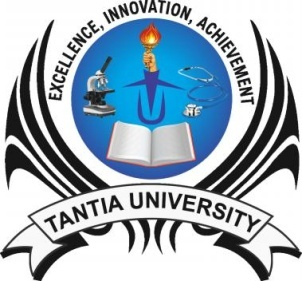 EXCELLENCE, INNOVATION, ACHIEVEMENT
TANTIA UNIVERSITY